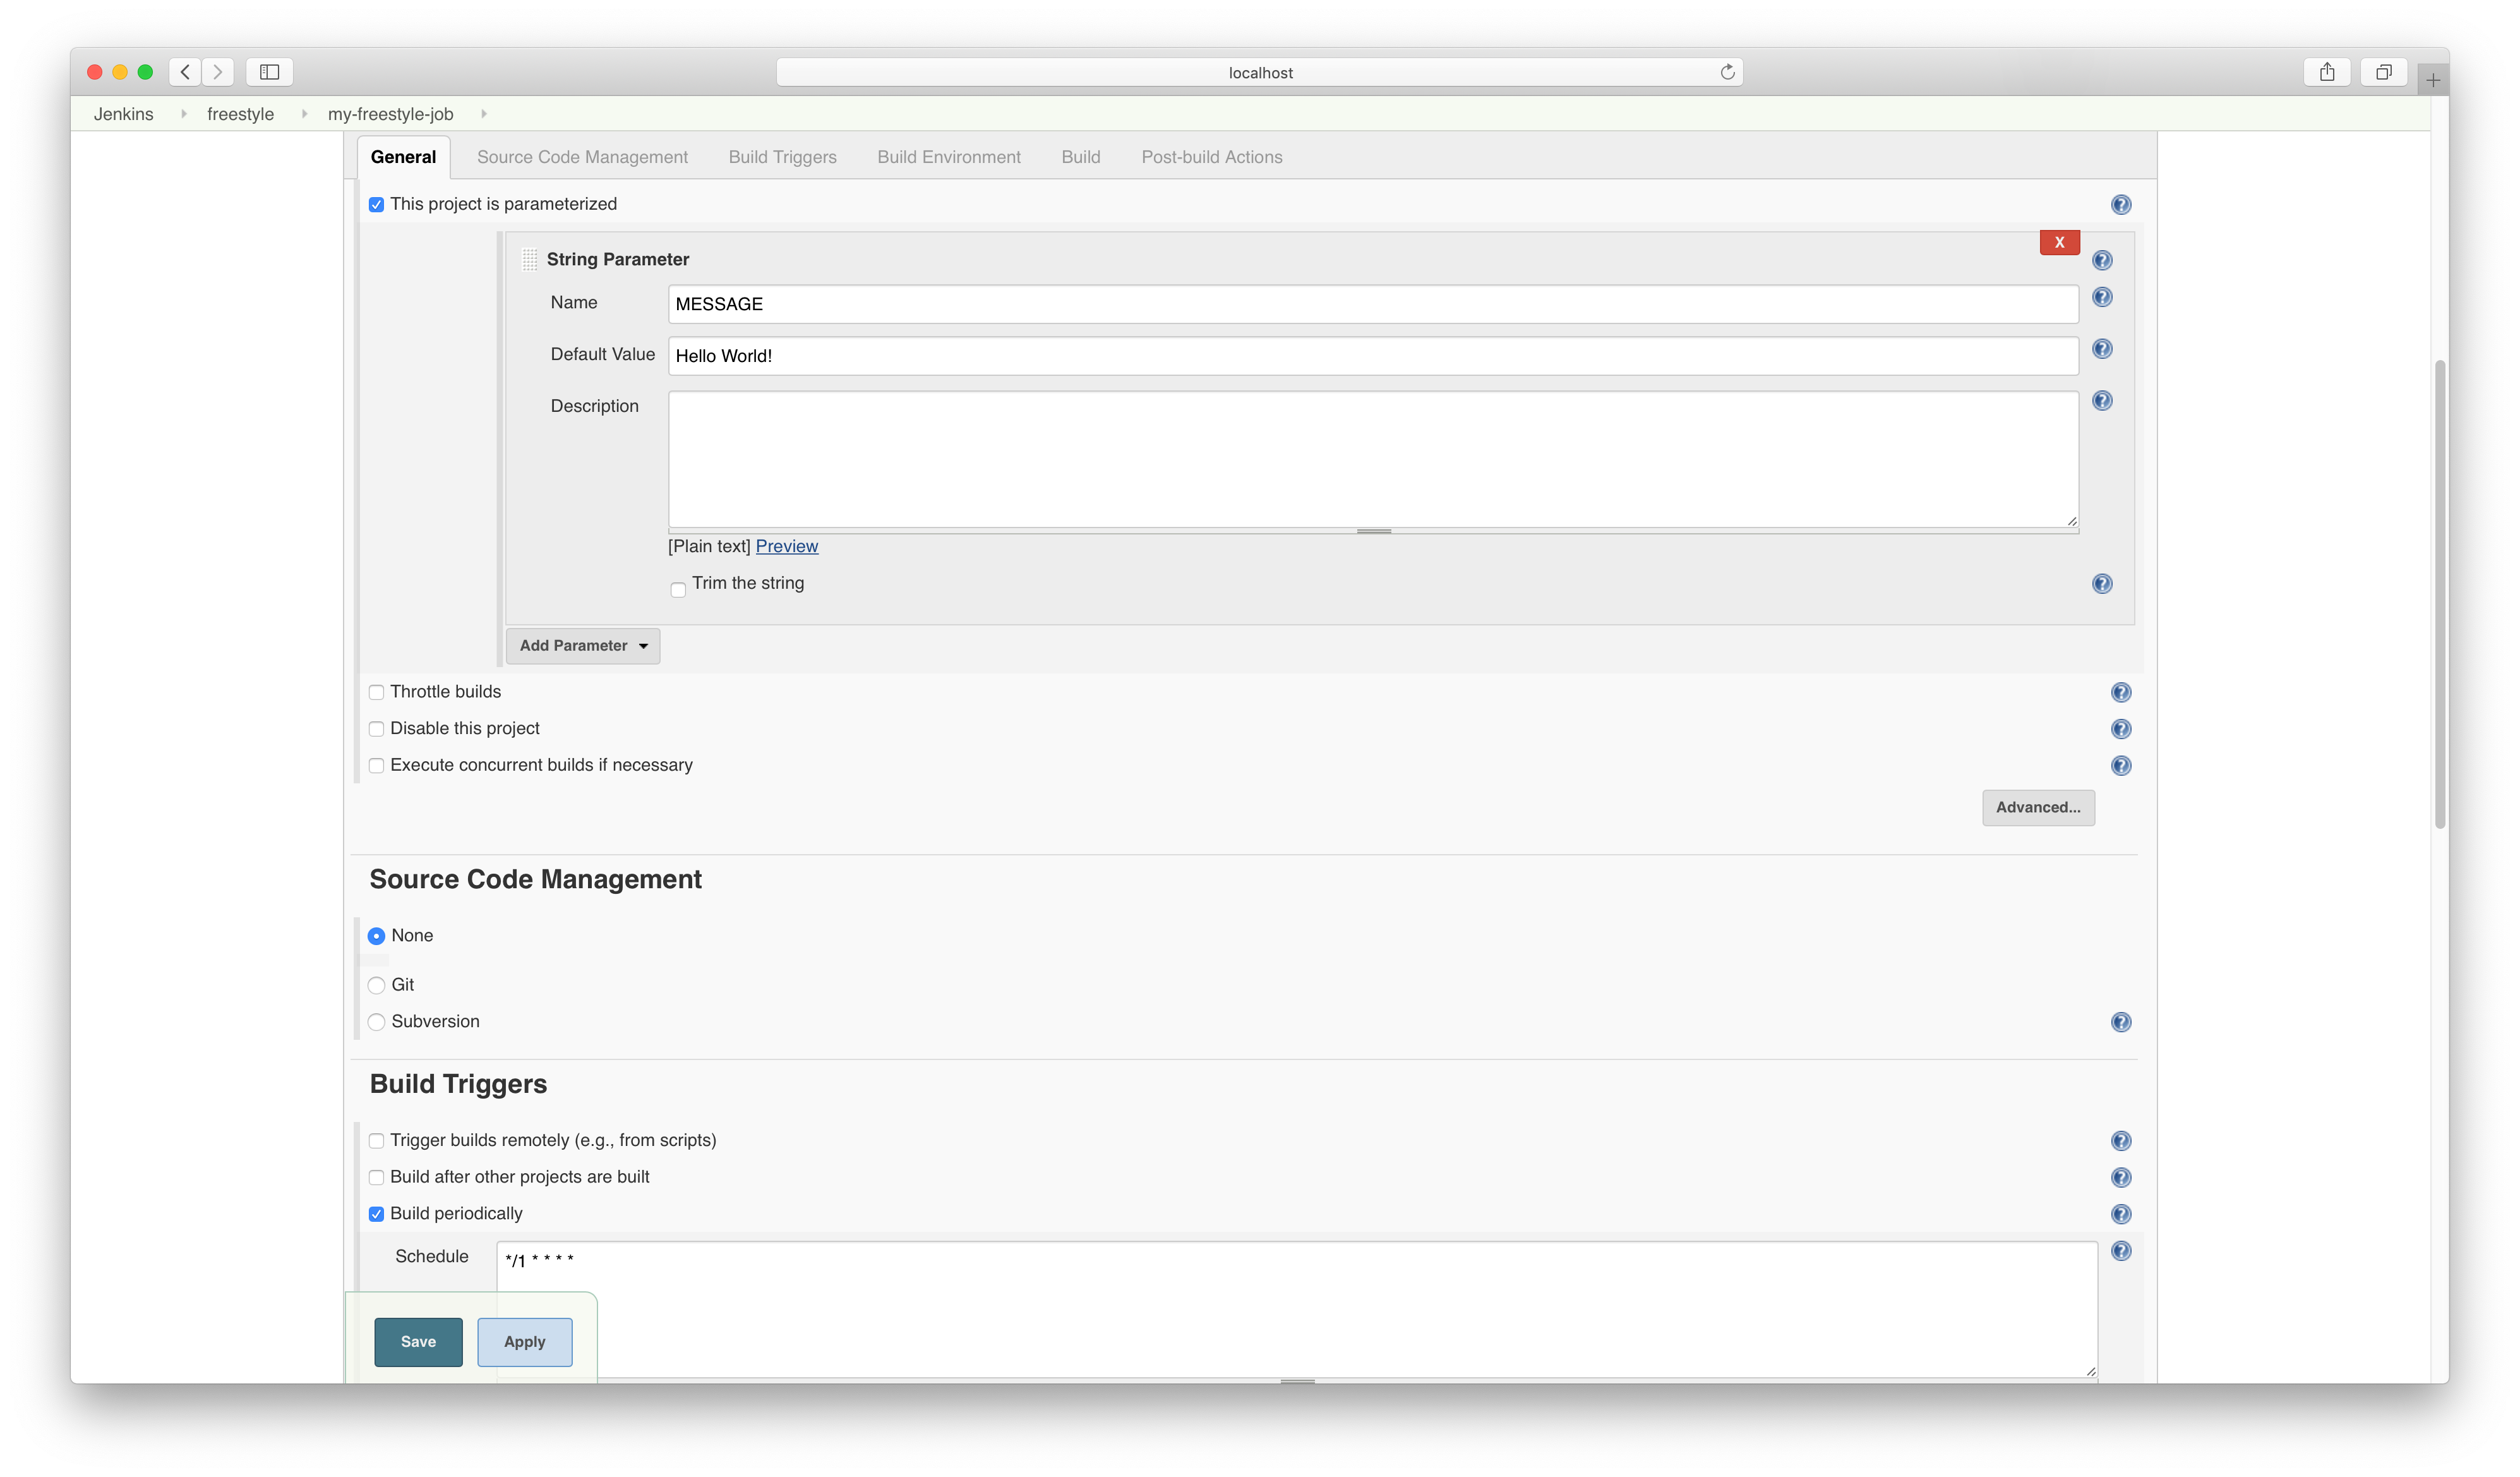 localhost
Jenkins freestyle my-freestyle-job
General Source Code Management Build Triggers Build Environment Build Post-build Actions
This project is parameterized
X
String Parameter
Name MESSAGE
Default Value Hello World!
Description
[Plain text] Preview
Trim the string
Add Parameter
Throttle builds
Disable this project
Execute concurrent builds if necessary
Advanced...
Source Code Management
None
Git
Subversion
Build Triggers
Trigger builds remotely (e.g., from scripts)
Build after other projects are built
Build periodically
Schedule */1 * * * *
Save Apply